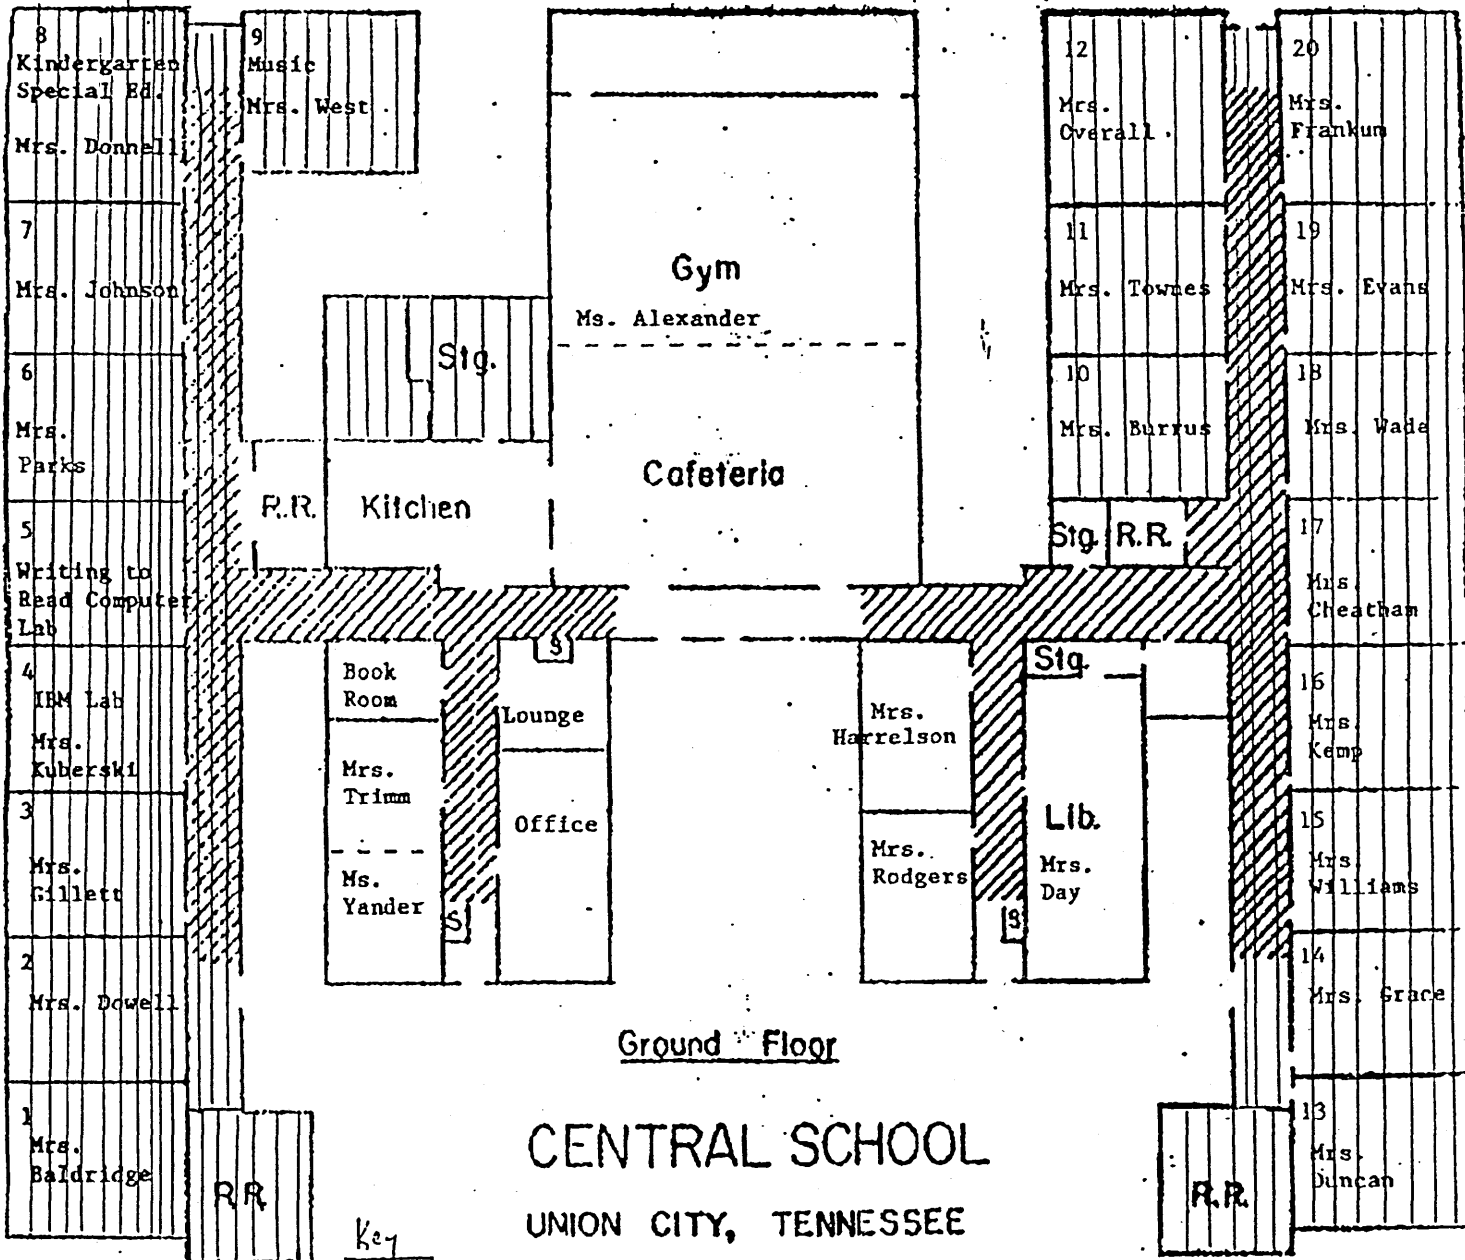 8
Kindergarten
Special Ed.
Mrs. Donnell
9
Music
Mrs. West
12
Mrs.
Overall
20
Mrs.
Frankum
7
Mrs. Johnson
Gym
Ms. Alexander
11
Mrs. Townes
19
Mrs. Evans
6
Mrs.
Parks
Stg.
Cafeteria
10
Mrs. Burrus
18
Mrs. Wade
5
Writing to
Read Computer
Lab
R.R.
Kitchen
Stg.
R.R.
17
Mrs.
Cheatham
4
IBM Lab
Mrs.
Kuberski
Book
Room
S
Lounge
Mrs.
Harrelson
Stg.
16
Mrs.
Kemp
3
Mrs.
Gillett
Mrs.
Trimm
Ms.
Yander
Office
S
Mrs.
Rodgers
S
Lib.
Mrs.
Day
15
Mrs.
Williams
2
Mrs. Dowell
14
Mrs. Grace
Ground Floor
1
Mrs.
Baldridge
R.R.
CENTRAL SCHOOL
UNION CITY, TENNESSEE
R.R.
13
Mrs.
Duncan
Key